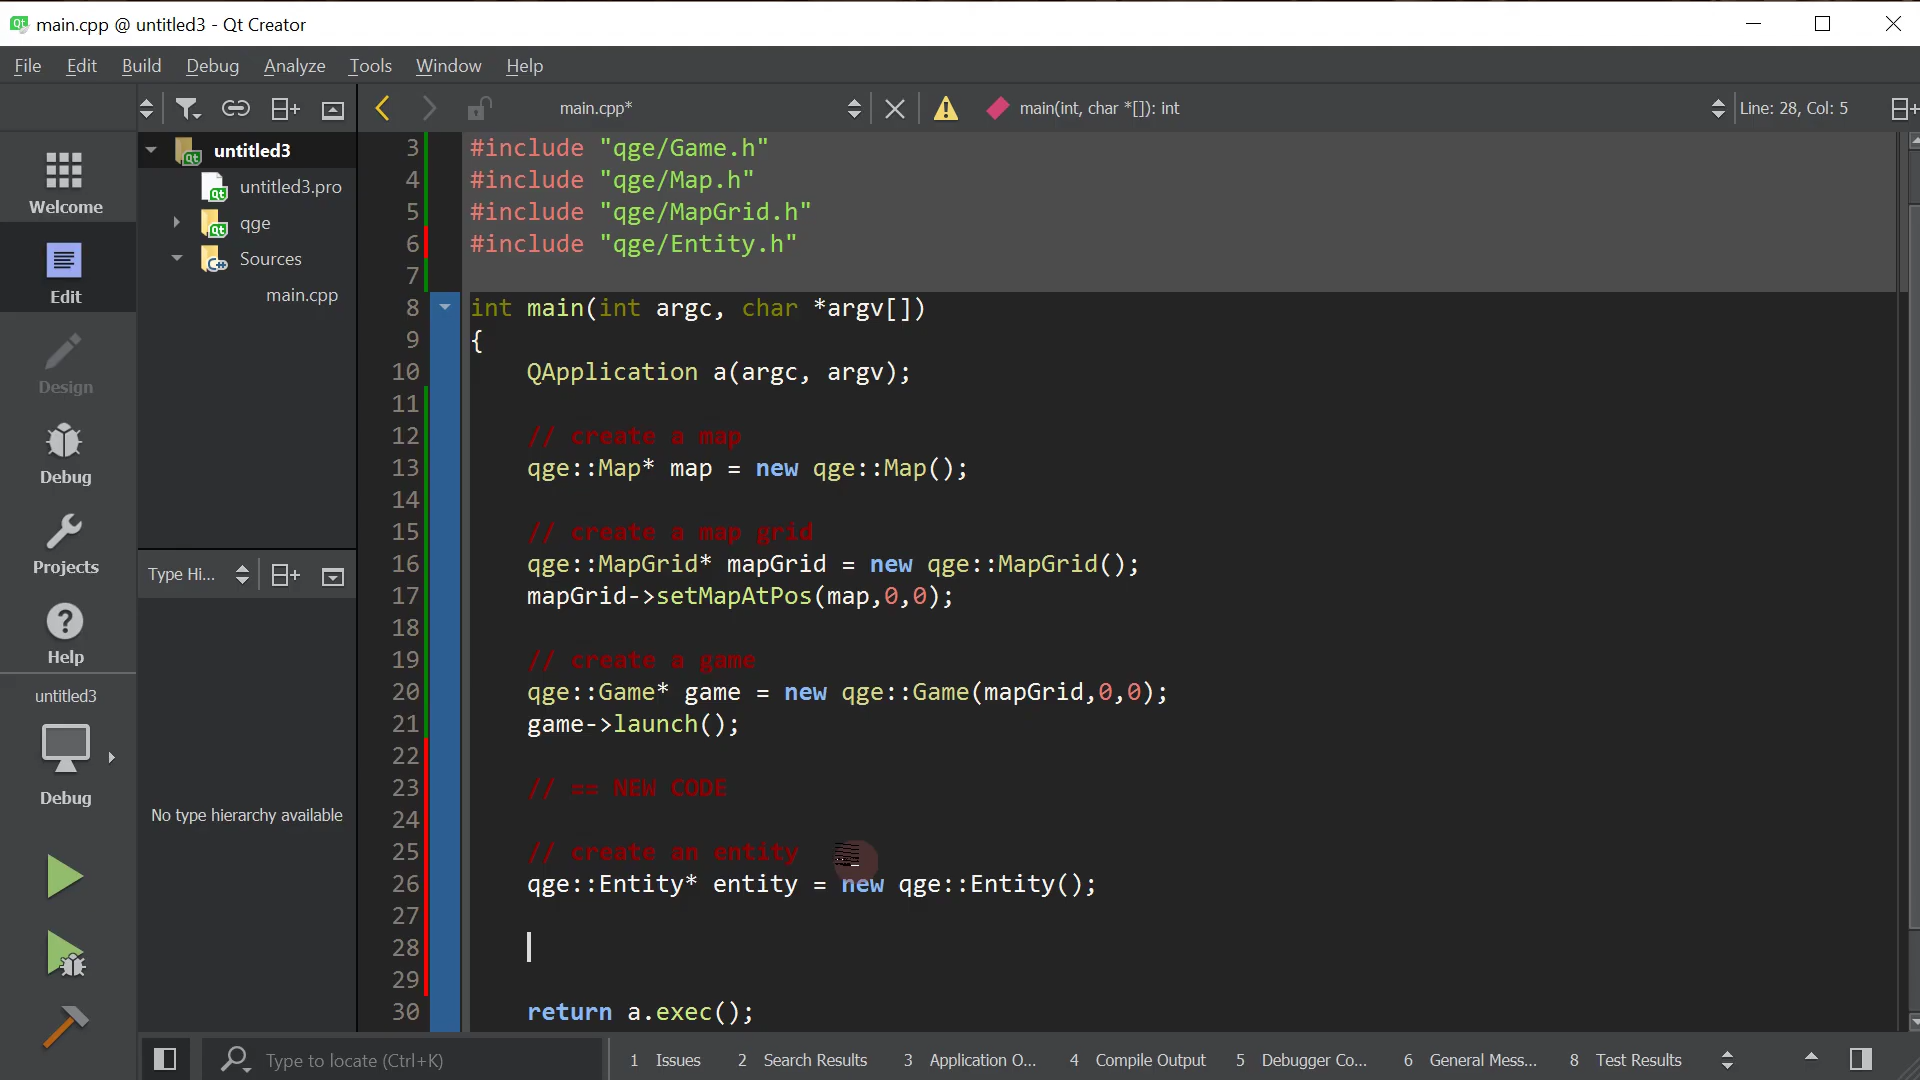 main.cpp @ untitled3 - Qt Creator
File Edit Build Debug Analyze Tools Window Help
main.cpp* main(int, char *[]): int Line: 28, Col: 5
Welcome
Edit
Design
Debug
Projects
Help
untitled3
Debug
untitled3
untitled3.pro
qge
Sources
main.cpp
Type Hi...
No type hierarchy available
3 #include "qge/Game.h"
4 #include "qge/Map.h"
5 #include "qge/MapGrid.h"
6 #include "qge/Entity.h"
7
8 int main(int argc, char *argv[])
9 {
10 QApplication a(argc, argv);
11
12 // create a map
13 qge::Map* map = new qge::Map();
14
15 // create a map grid
16 qge::MapGrid* mapGrid = new qge::MapGrid();
17 mapGrid->setMapAtPos(map,0,0);
18
19 // create a game
20 qge::Game* game = new qge::Game(mapGrid,0,0);
21 game->launch();
22
23 // == NEW CODE
24
25 // create an entity
26 qge::Entity* entity = new qge::Entity();
27
28
29
30 return a.exec();
Type to locate (Ctrl+K) 1 Issues 2 Search Results 3 Application O... 4 Compile Output 5 Debugger Co... 6 General Mess... 8 Test Results